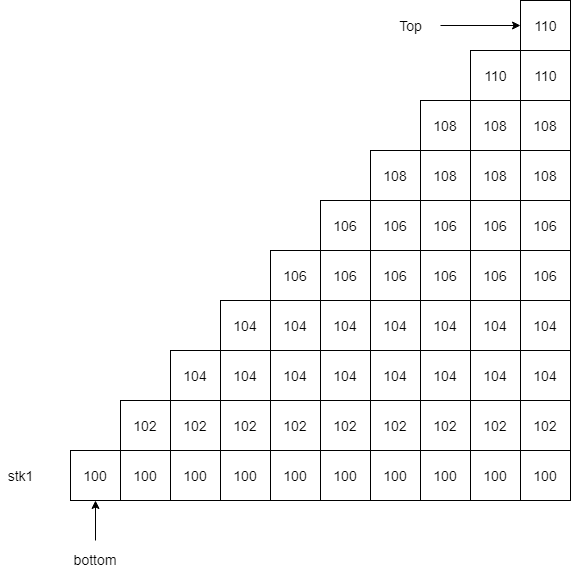 Top 110
110 110
108 108 108
108 108 108 108
106 106 106 106 106
106 106 106 106 106 106
104 104 104 104 104 104 104
104 104 104 104 104 104 104 104
102 102 102 102 102 102 102 102 102
stk1 100 100 100 100 100 100 100 100 100 100
bottom